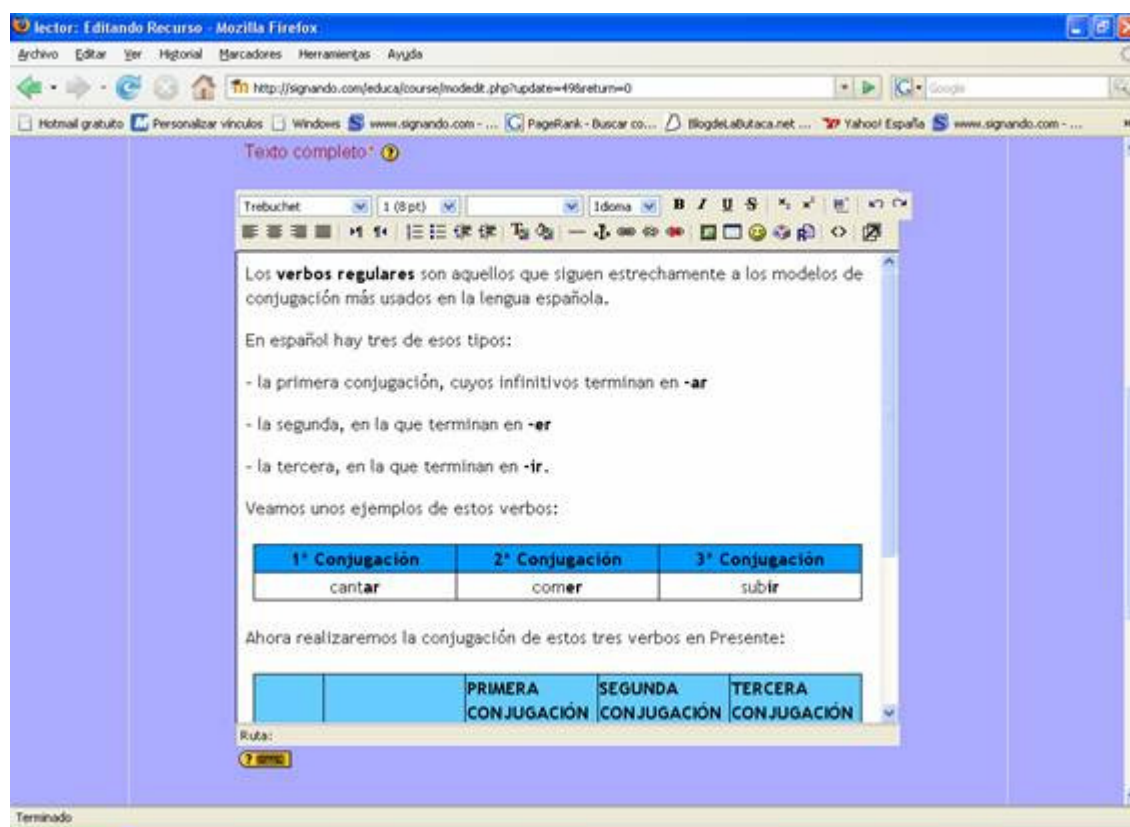 lector: Editando Recurso - Mozilla Firefox
Archivo Editar Ver Historial Marcadores Herramientas Ayuda
http://signando.com/educa/course/modedit.php?update=49&return=0 Google
Hotmail gratuito Personalizar vínculos Windows www.signando.com - ... PageRank - Buscar co... BlogdeLaButaca.net ... Yahoo! España www.signando.com - ...
Texto completo*
Trebuchet 1 (8 pt) Idioma B I U S
Los verbos regulares son aquellos que siguen estrechamente a los modelos de
conjugación más usados en la lengua española.
En español hay tres de esos tipos:
- la primera conjugación, cuyos infinitivos terminan en -ar
- la segunda, en la que terminan en -er
- la tercera, en la que terminan en -ir.
Veamos unos ejemplos de estos verbos:
1ª Conjugación 2ª Conjugación 3ª Conjugación
cantar comer subir
Ahora realizaremos la conjugación de estos tres verbos en Presente:
PRIMERA SEGUNDA TERCERA
CONJUGACIÓN CONJUGACIÓN CONJUGACIÓN
Ruta:
Terminado